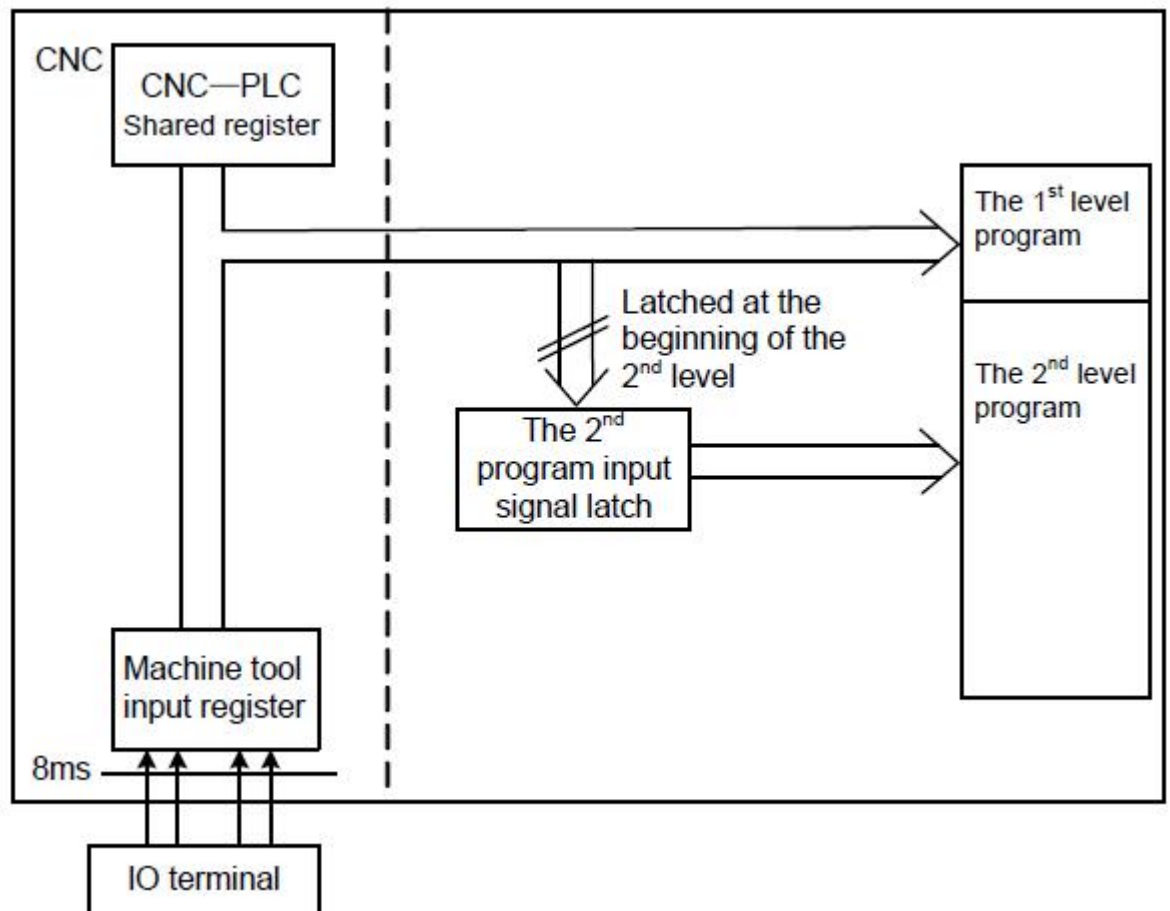 CNC
CNC—PLC
Shared register
The 1st level
program
Latched at the
beginning of the
2nd level
The 2nd level
program
The 2nd
program input
signal latch
Machine tool
input register
8ms
IO terminal